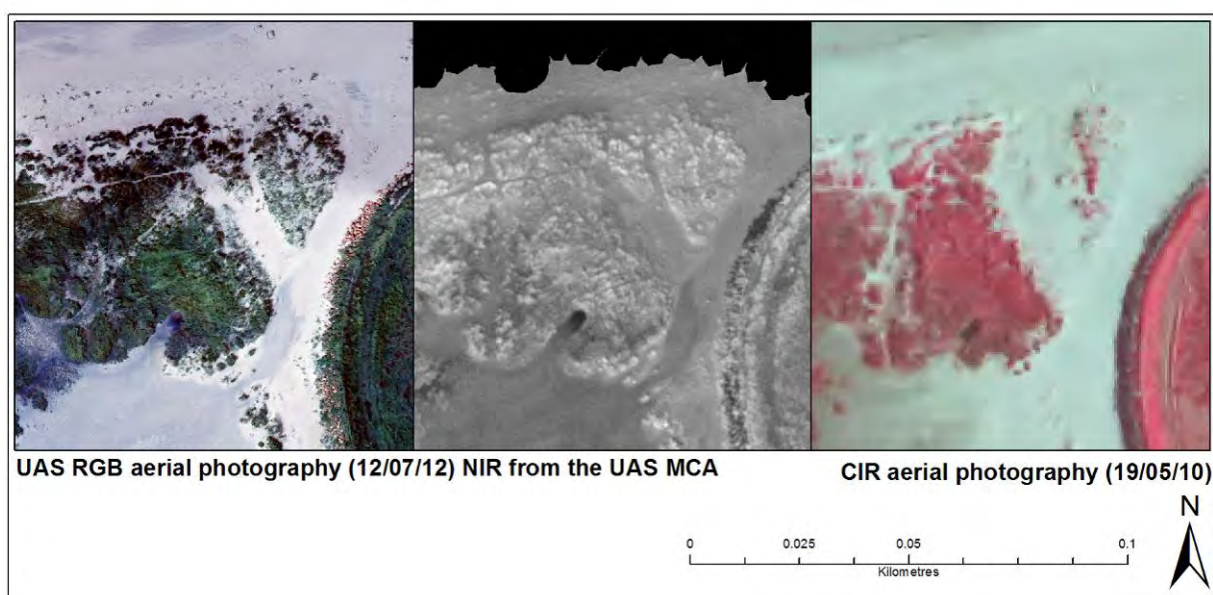 UAS RGB aerial photography (12/07/12) NIR from the UAS MCA CIR aerial photography (19/05/10)
N
0 0.025 0.05 0.1
Kilometres